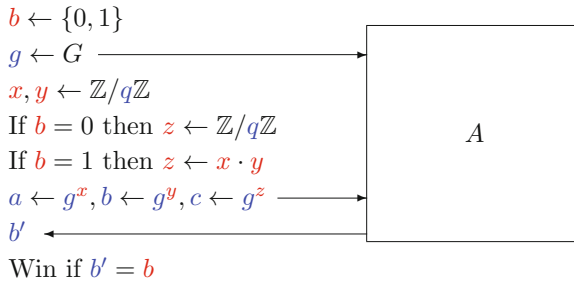 b ← {0, 1}
g ← G
x, y ← ℤ/qℤ
If b = 0 then z ← ℤ/qℤ
If b = 1 then z ← x · y
a ← g^x, b ← g^y, c ← g^z
b′
Win if b′ = b
A